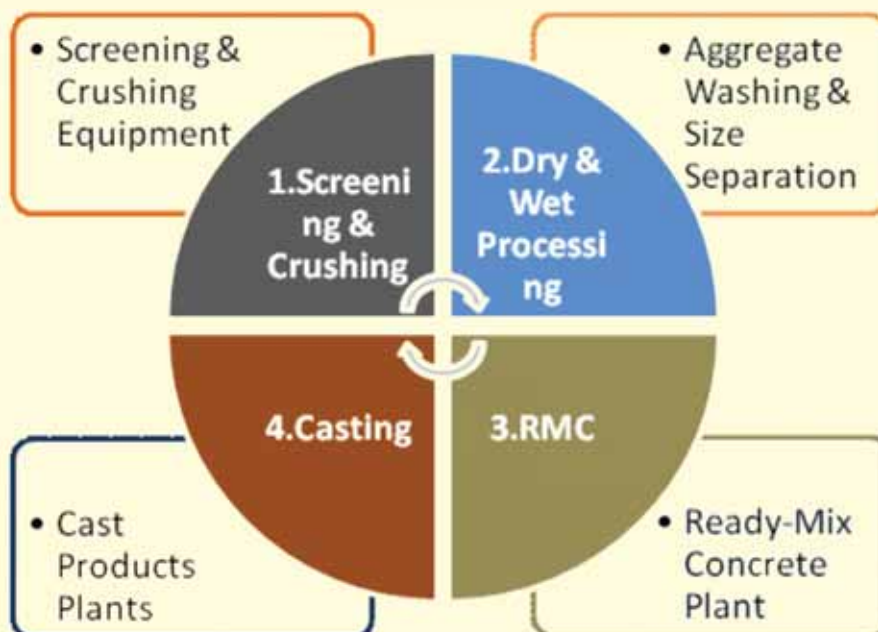 • Screening &
Crushing
Equipment
1.Screeni
ng &
Crushing
2.Dry &
Wet
Processi
ng
• Aggregate
Washing &
Size
Separation
4.Casting
3.RMC
• Cast
Products
Plants
• Ready-Mix
Concrete
Plant